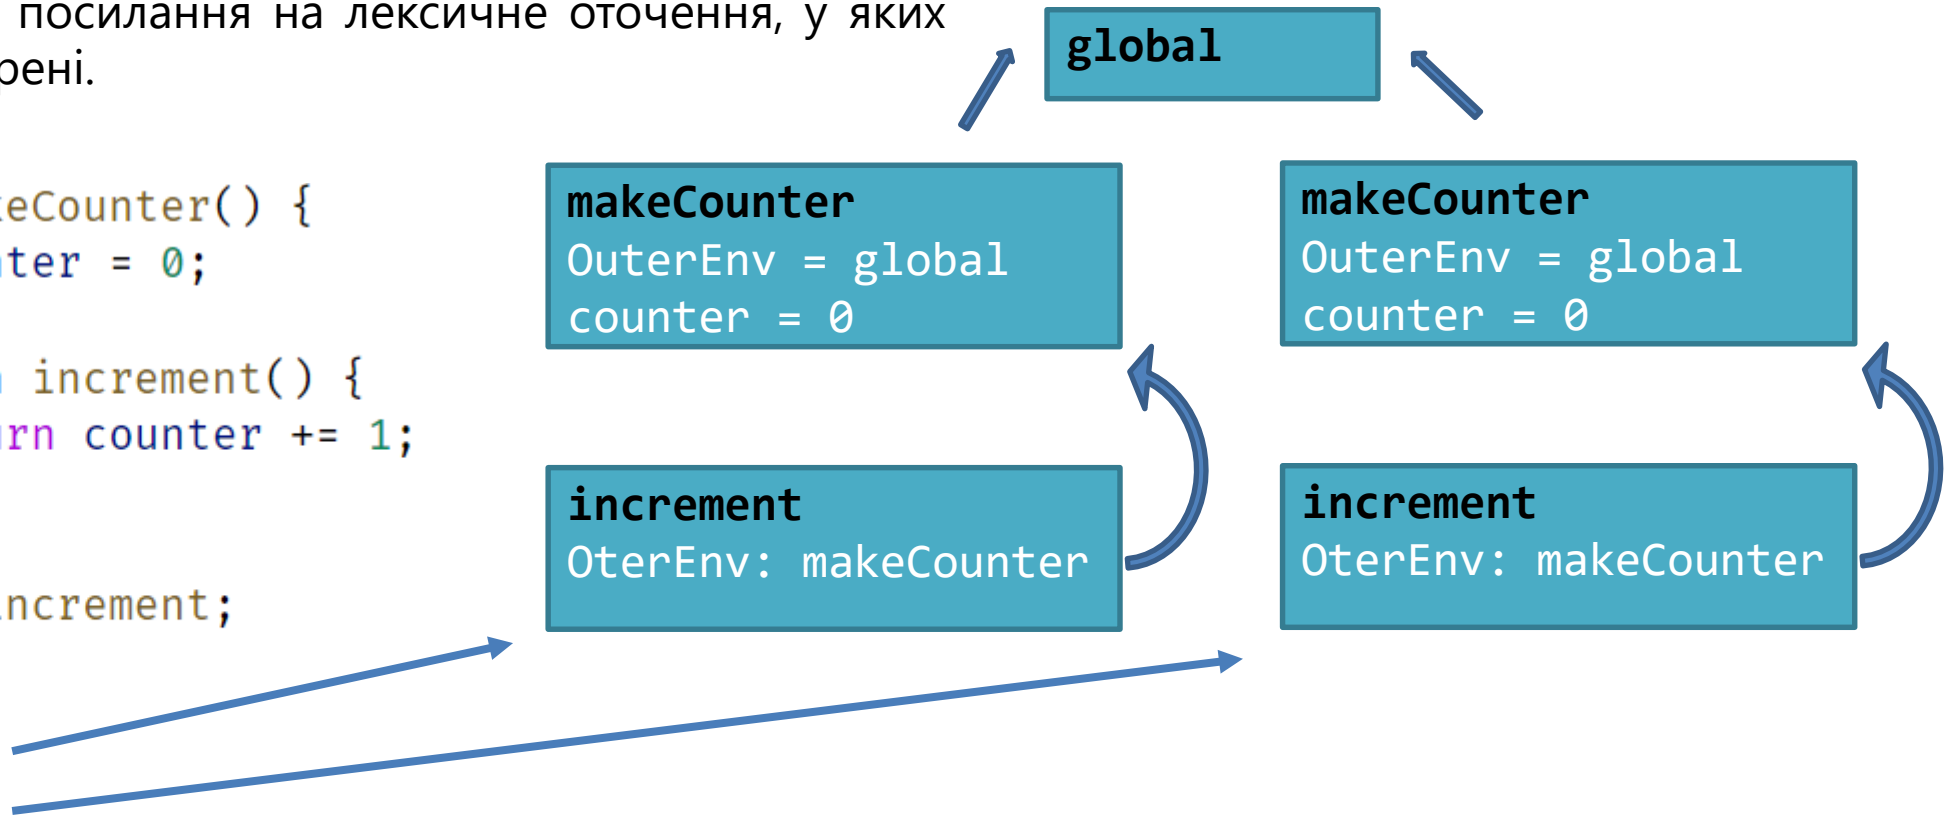 посилання на лексичне оточення, у яких
рені.
eCounter() {
ter = 0;
increment() {
rn counter += 1;
increment;
global
makeCounter
OuterEnv = global
counter = 0
increment
OterEnv: makeCounter
makeCounter
OuterEnv = global
counter = 0
increment
OterEnv: makeCounter